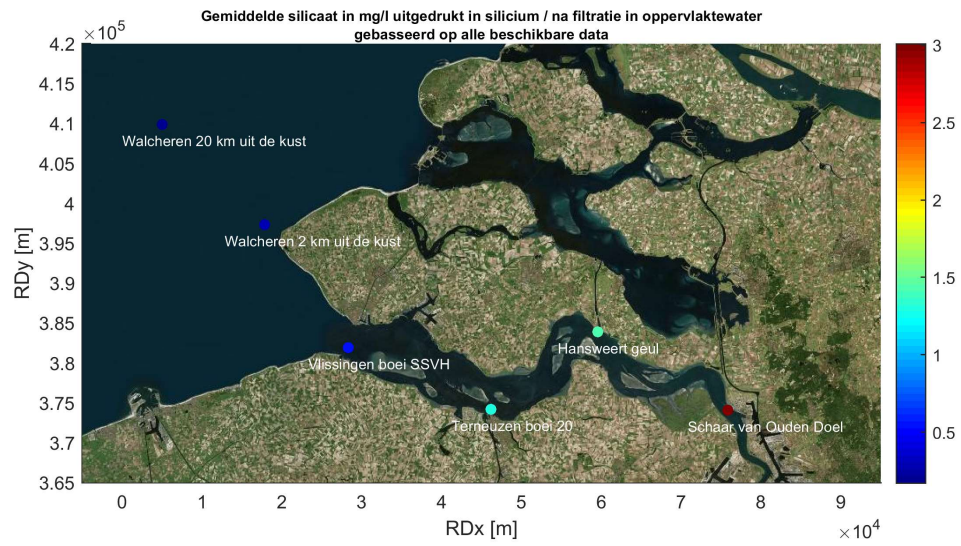 Gemiddelde silicaat in mg/l uitgedrukt in silicium / na filtratie in oppervlaktewater
gebasseerd op alle beschikbare data
×10⁵
4.2
4.15
4.1
4.05
4
3.95
3.9
3.85
3.8
3.75
3.7
3.65
RDy [m]
Walcheren 20 km uit de kust
Walcheren 2 km uit de kust
Vlissingen boei SSVH
Hansweert geul
Terneuzen boei 20
Schaar van Ouden Doel
0 1 2 3 4 5 6 7 8 9
RDx [m]
×10⁴
3
2.5
2
1.5
1
0.5